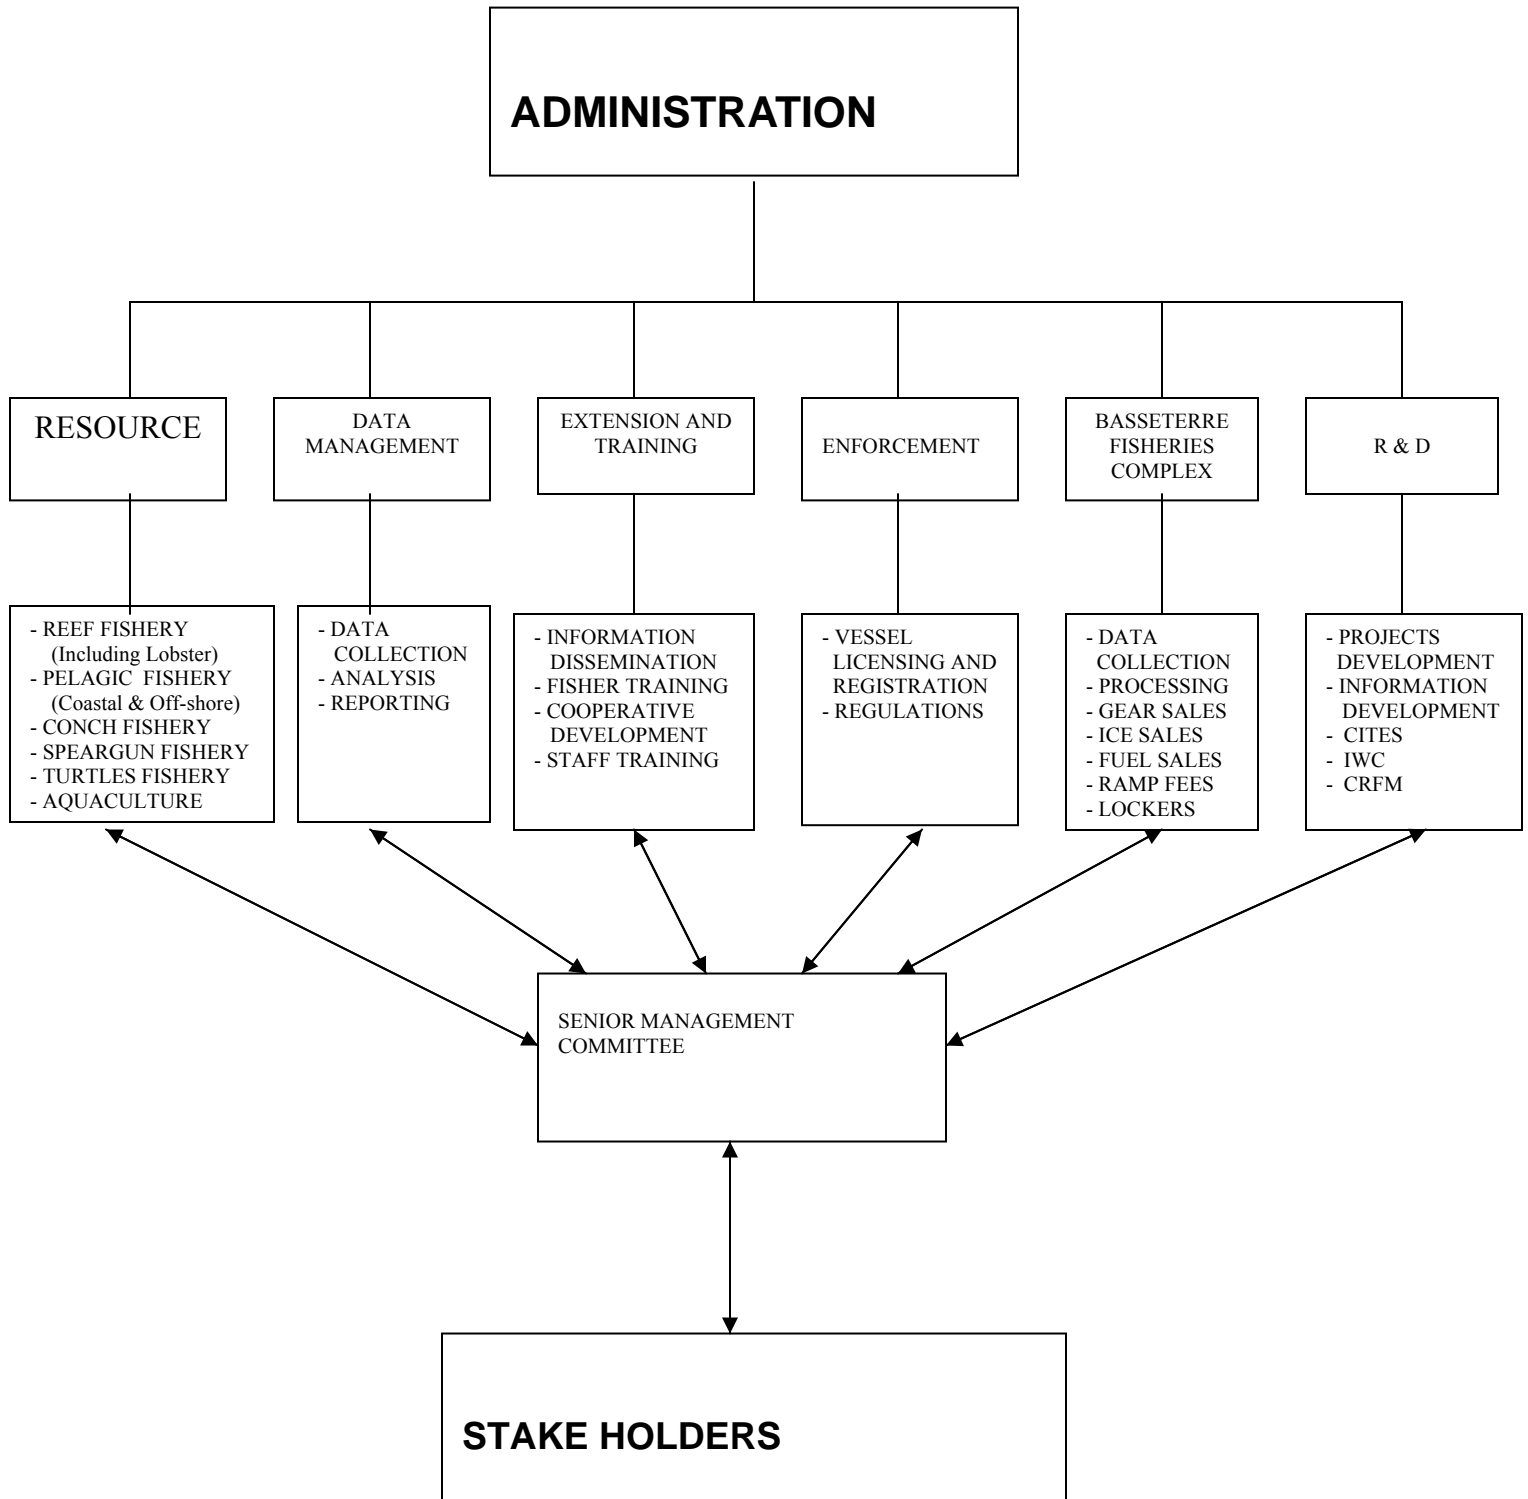 ADMINISTRATION
RESOURCE
DATA
MANAGEMENT
EXTENSION AND
TRAINING
ENFORCEMENT
BASSETERRE
FISHERIES
COMPLEX
R & D
- REEF FISHERY
(Including Lobster)
- PELAGIC FISHERY
(Coastal & Off-shore)
- CONCH FISHERY
- SPEARGUN FISHERY
- TURTLES FISHERY
- AQUACULTURE
- DATA
COLLECTION
- ANALYSIS
- REPORTING
- INFORMATION
DISSEMINATION
- FISHER TRAINING
- COOPERATIVE
DEVELOPMENT
- STAFF TRAINING
- VESSEL
LICENSING AND
REGISTRATION
- REGULATIONS
- DATA
COLLECTION
- PROCESSING
- GEAR SALES
- ICE SALES
- FUEL SALES
- RAMP FEES
- LOCKERS
- PROJECTS
DEVELOPMENT
- INFORMATION
DEVELOPMENT
- CITES
- IWC
- CRFM
SENIOR MANAGEMENT
COMMITTEE
STAKE HOLDERS